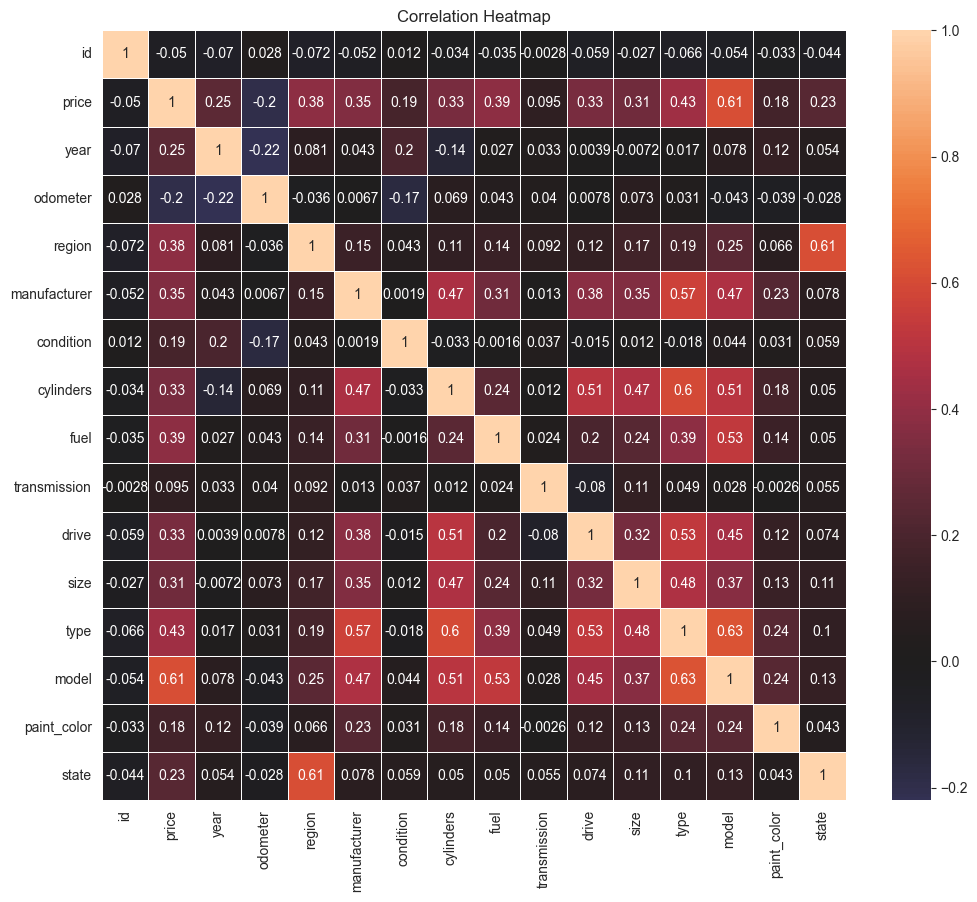 Correlation Heatmap
id 1 -0.05 -0.07 0.028 -0.072 -0.052 0.012 -0.034 -0.035 -0.0028 -0.059 -0.027 -0.066 -0.054 -0.033 -0.044
price -0.05 1 0.25 -0.2 0.38 0.35 0.19 0.33 0.39 0.095 0.33 0.31 0.43 0.61 0.18 0.23
year -0.07 0.25 1 -0.22 0.081 0.043 0.2 -0.14 0.027 0.033 0.0039 -0.0072 0.017 0.078 0.12 0.054
odometer 0.028 -0.2 -0.22 1 -0.036 0.0067 -0.17 0.069 0.043 0.04 0.0078 0.073 0.031 -0.043 -0.039 -0.028
region -0.072 0.38 0.081 -0.036 1 0.15 0.043 0.11 0.14 0.092 0.12 0.17 0.19 0.25 0.066 0.61
manufacturer -0.052 0.35 0.043 0.0067 0.15 1 0.0019 0.47 0.31 0.013 0.38 0.35 0.57 0.47 0.23 0.078
condition 0.012 0.19 0.2 -0.17 0.043 0.0019 1 -0.033 -0.0016 0.037 -0.015 0.012 -0.018 0.044 0.031 0.059
cylinders -0.034 0.33 -0.14 0.069 0.11 0.47 -0.033 1 0.24 0.012 0.51 0.47 0.6 0.51 0.18 0.05
fuel -0.035 0.39 0.027 0.043 0.14 0.31 -0.0016 0.24 1 0.024 0.2 0.24 0.39 0.53 0.14 0.05
transmission -0.0028 0.095 0.033 0.04 0.092 0.013 0.037 0.012 0.024 1 -0.08 0.11 0.049 0.028 -0.0026 0.055
drive -0.059 0.33 0.0039 0.0078 0.12 0.38 -0.015 0.51 0.2 -0.08 1 0.32 0.53 0.45 0.12 0.074
size -0.027 0.31 -0.0072 0.073 0.17 0.35 0.012 0.47 0.24 0.11 0.32 1 0.48 0.37 0.13 0.11
type -0.066 0.43 0.017 0.031 0.19 0.57 -0.018 0.6 0.39 0.049 0.53 0.48 1 0.63 0.24 0.1
model -0.054 0.61 0.078 -0.043 0.25 0.47 0.044 0.51 0.53 0.028 0.45 0.37 0.63 1 0.24 0.13
paint_color -0.033 0.18 0.12 -0.039 0.066 0.23 0.031 0.18 0.14 -0.0026 0.12 0.13 0.24 0.24 1 0.043
state -0.044 0.23 0.054 -0.028 0.61 0.078 0.059 0.05 0.05 0.055 0.074 0.11 0.1 0.13 0.043 1
id price year odometer region manufacturer condition cylinders fuel transmission drive size type model paint_color state
1.0
0.8
0.6
0.4
0.2
0.0
−0.2